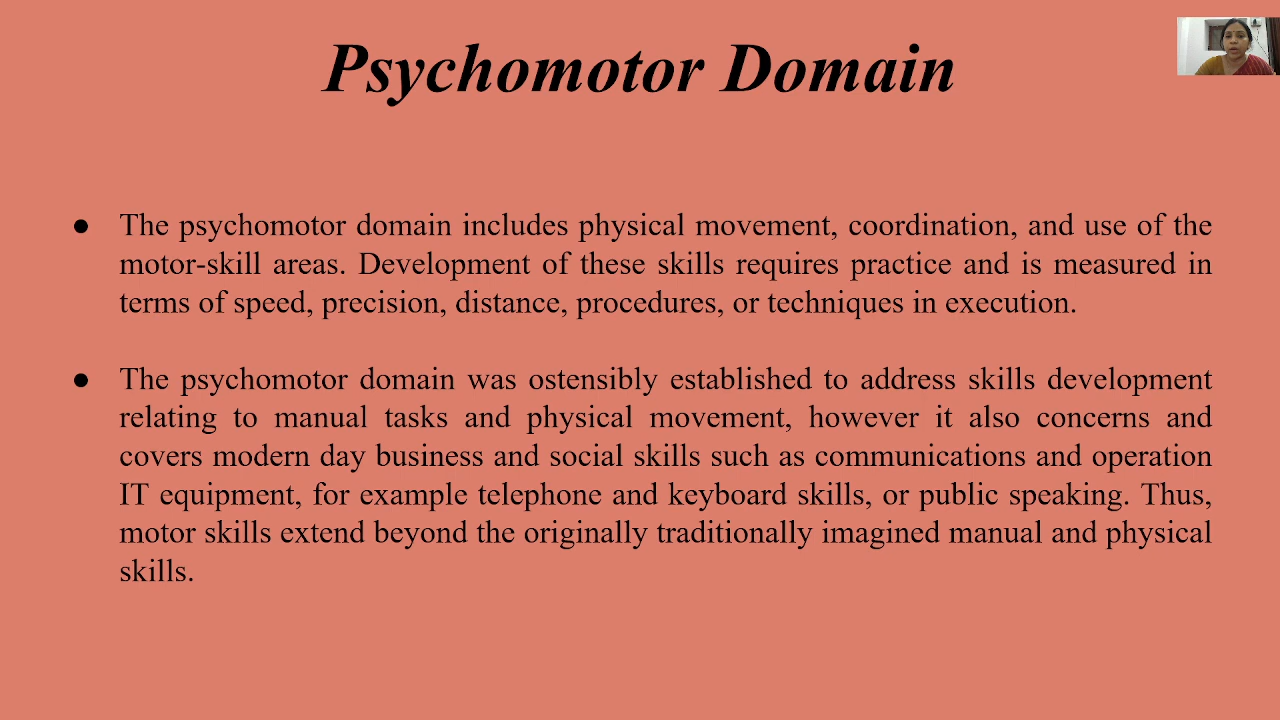 Psychomotor Domain
● The psychomotor domain includes physical movement, coordination, and use of the
motor-skill areas. Development of these skills requires practice and is measured in
terms of speed, precision, distance, procedures, or techniques in execution.
● The psychomotor domain was ostensibly established to address skills development
relating to manual tasks and physical movement, however it also concerns and
covers modern day business and social skills such as communications and operation
IT equipment, for example telephone and keyboard skills, or public speaking. Thus,
motor skills extend beyond the originally traditionally imagined manual and physical
skills.